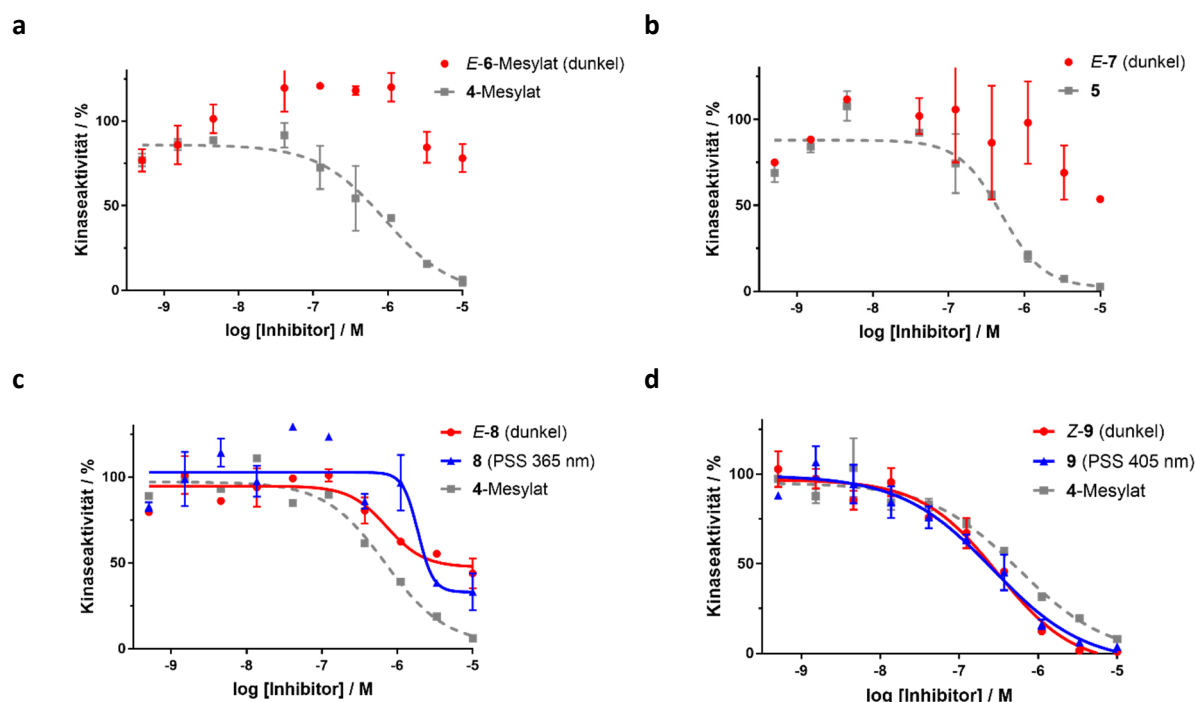 a
E-6-Mesylat (dunkel)
4-Mesylat
Kinaseaktivität / %
100
50
0
-9 -8 -7 -6 -5
log [Inhibitor] / M
b
E-7 (dunkel)
5
Kinaseaktivität / %
100
50
0
-9 -8 -7 -6 -5
log [Inhibitor] / M
c
E-8 (dunkel)
8 (PSS 365 nm)
4-Mesylat
Kinaseaktivität / %
100
50
0
-9 -8 -7 -6 -5
log [Inhibitor] / M
d
Z-9 (dunkel)
9 (PSS 405 nm)
4-Mesylat
Kinaseaktivität / %
100
50
0
-9 -8 -7 -6 -5
log [Inhibitor] / M